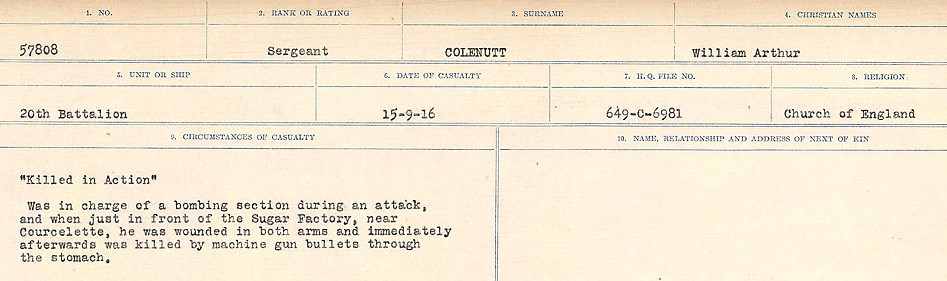 1. NO. 2. RANK OR RATING 3. SURNAME 4. CHRISTIAN NAMES
57808 Sergeant COLENUTT William Arthur
5. UNIT OR SHIP 6. DATE OF CASUALTY 7. H.Q. FILE NO. 8. RELIGION
20th Battalion 15-9-16 649-C-6981 Church of England
9. CIRCUMSTANCES OF CASUALTY 10. NAME, RELATIONSHIP AND ADDRESS OF NEXT OF KIN
"Killed in Action"
Was in charge of a bombing section during an attack,
and when just in front of the Sugar Factory, near
Courcelette, he was wounded in both arms and immediately
afterwards was killed by machine gun bullets through
the stomach.